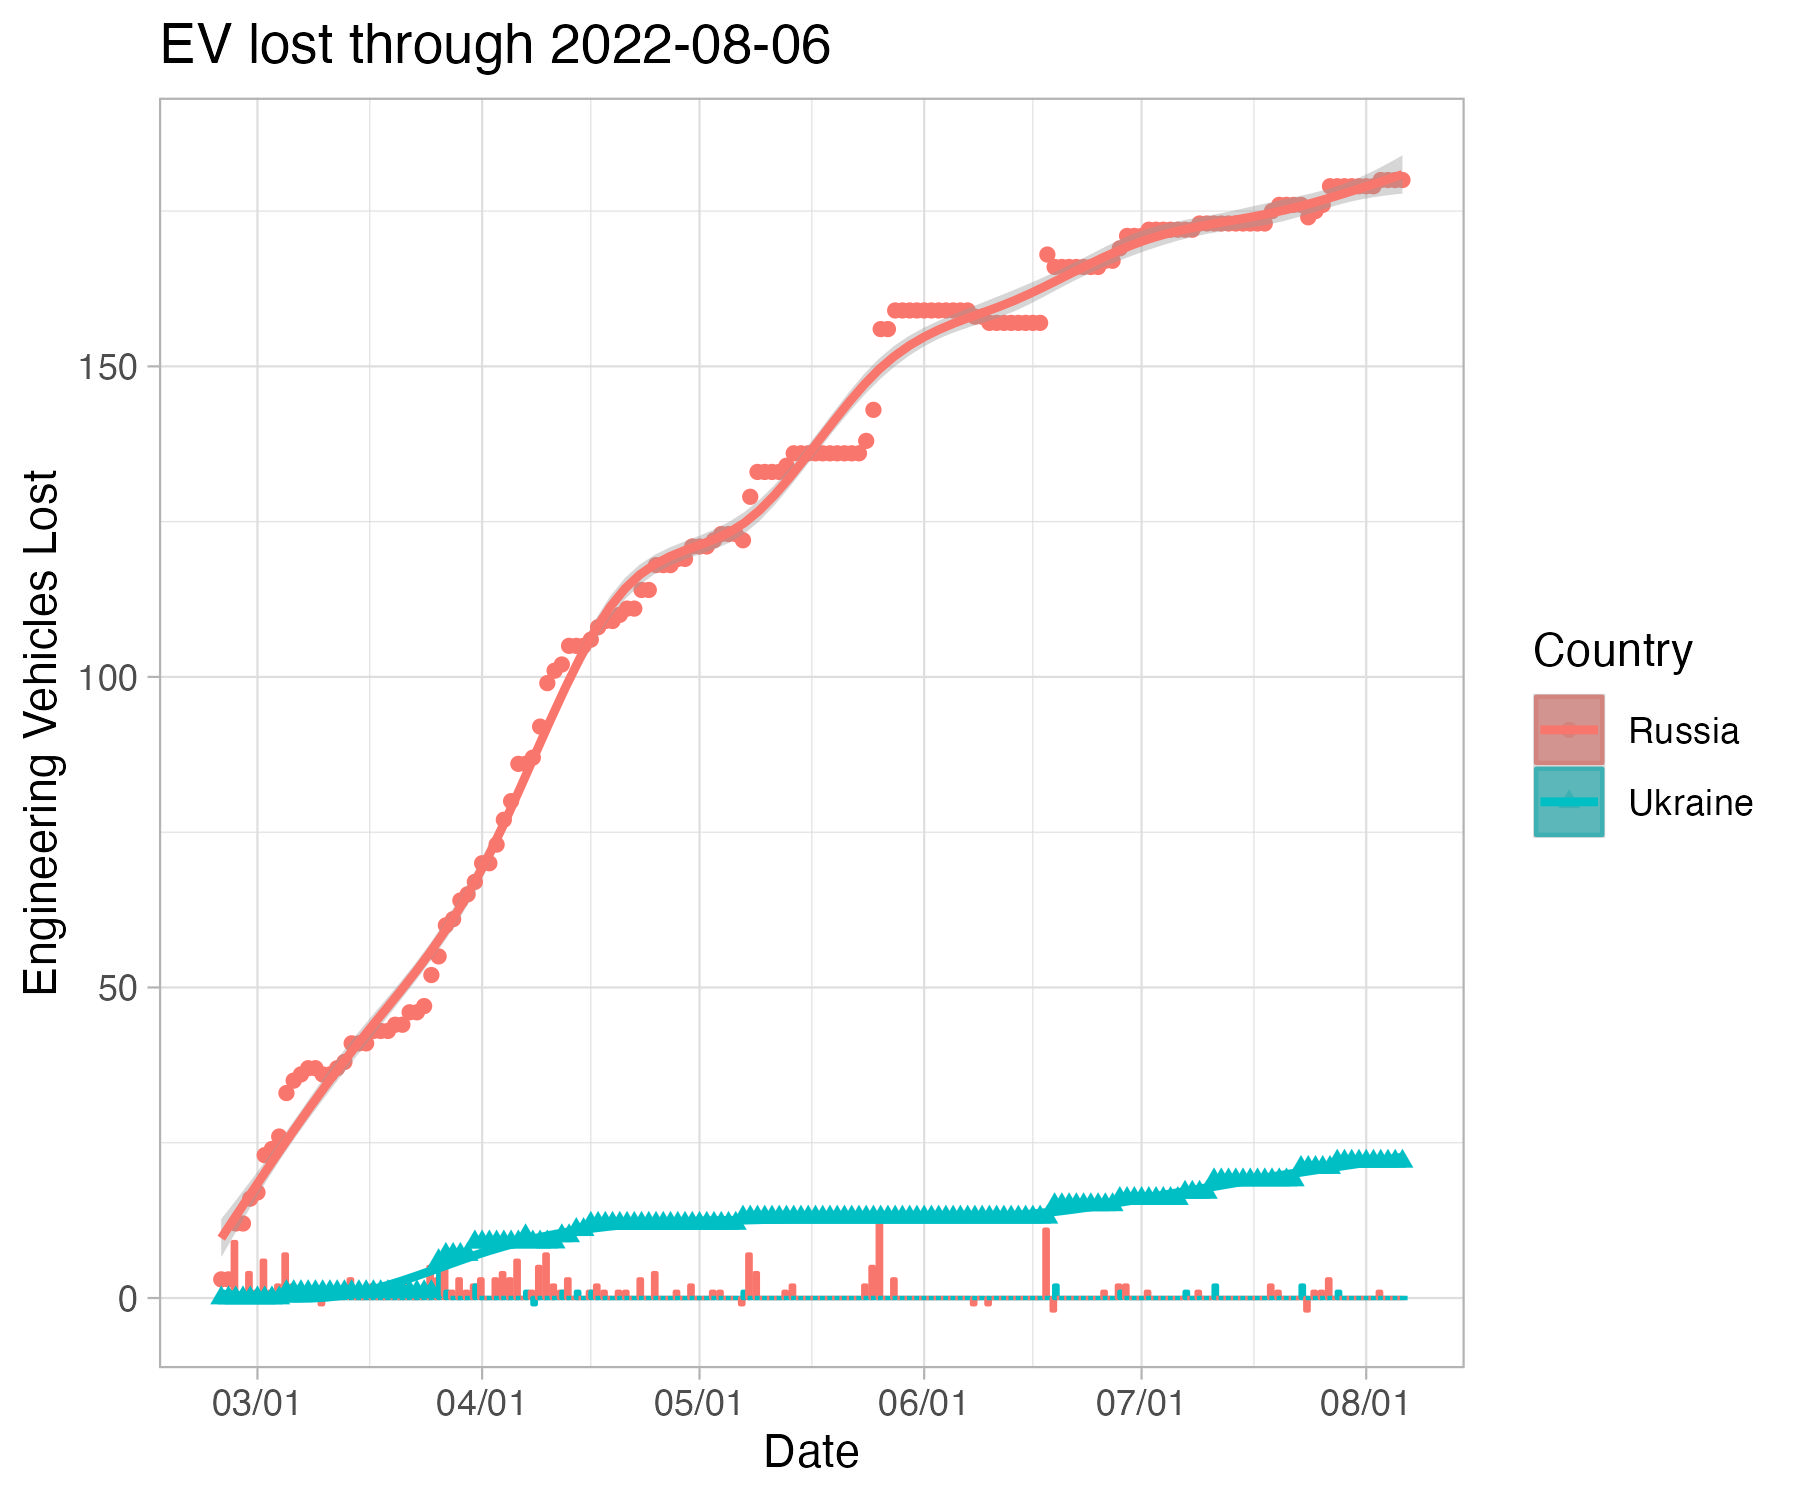 EV lost through 2022-08-06
Engineering Vehicles Lost
150
100
50
0
03/01
04/01
05/01
06/01
07/01
08/01
Date
Country
Russia
Ukraine